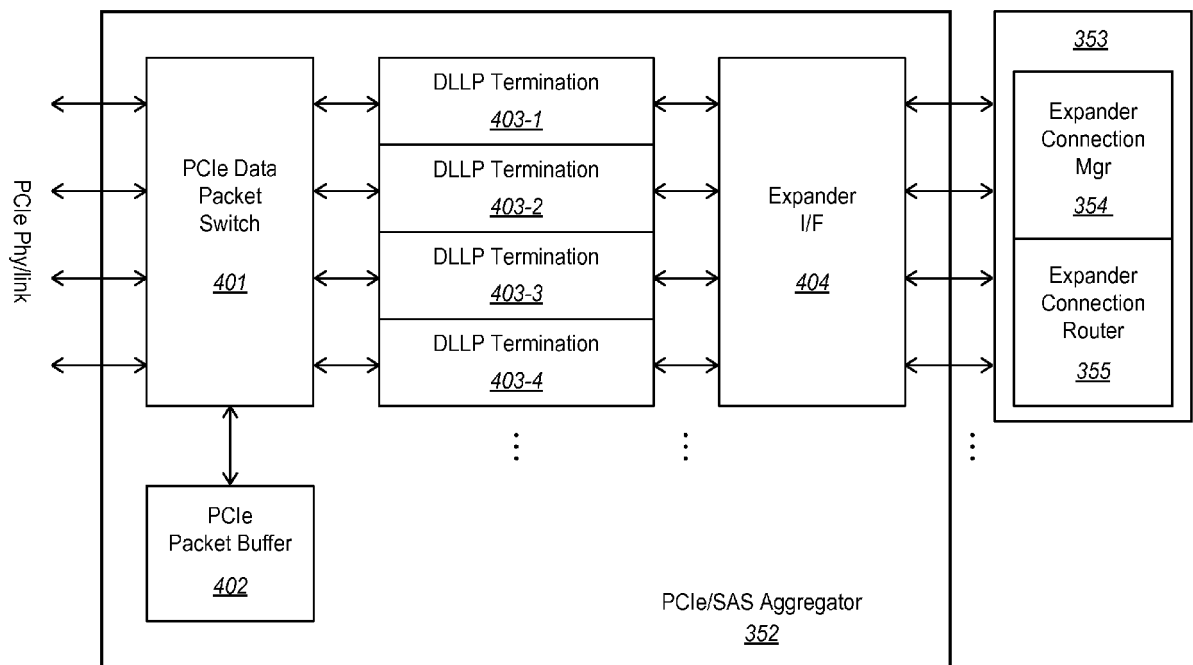 PCIe Phy/link
PCIe Data
Packet
Switch
401
PCIe
Packet Buffer
402
DLLP Termination
403-1
DLLP Termination
403-2
DLLP Termination
403-3
DLLP Termination
403-4
Expander
I/F
404
PCIe/SAS Aggregator
352
353
Expander
Connection
Mgr
354
Expander
Connection
Router
355